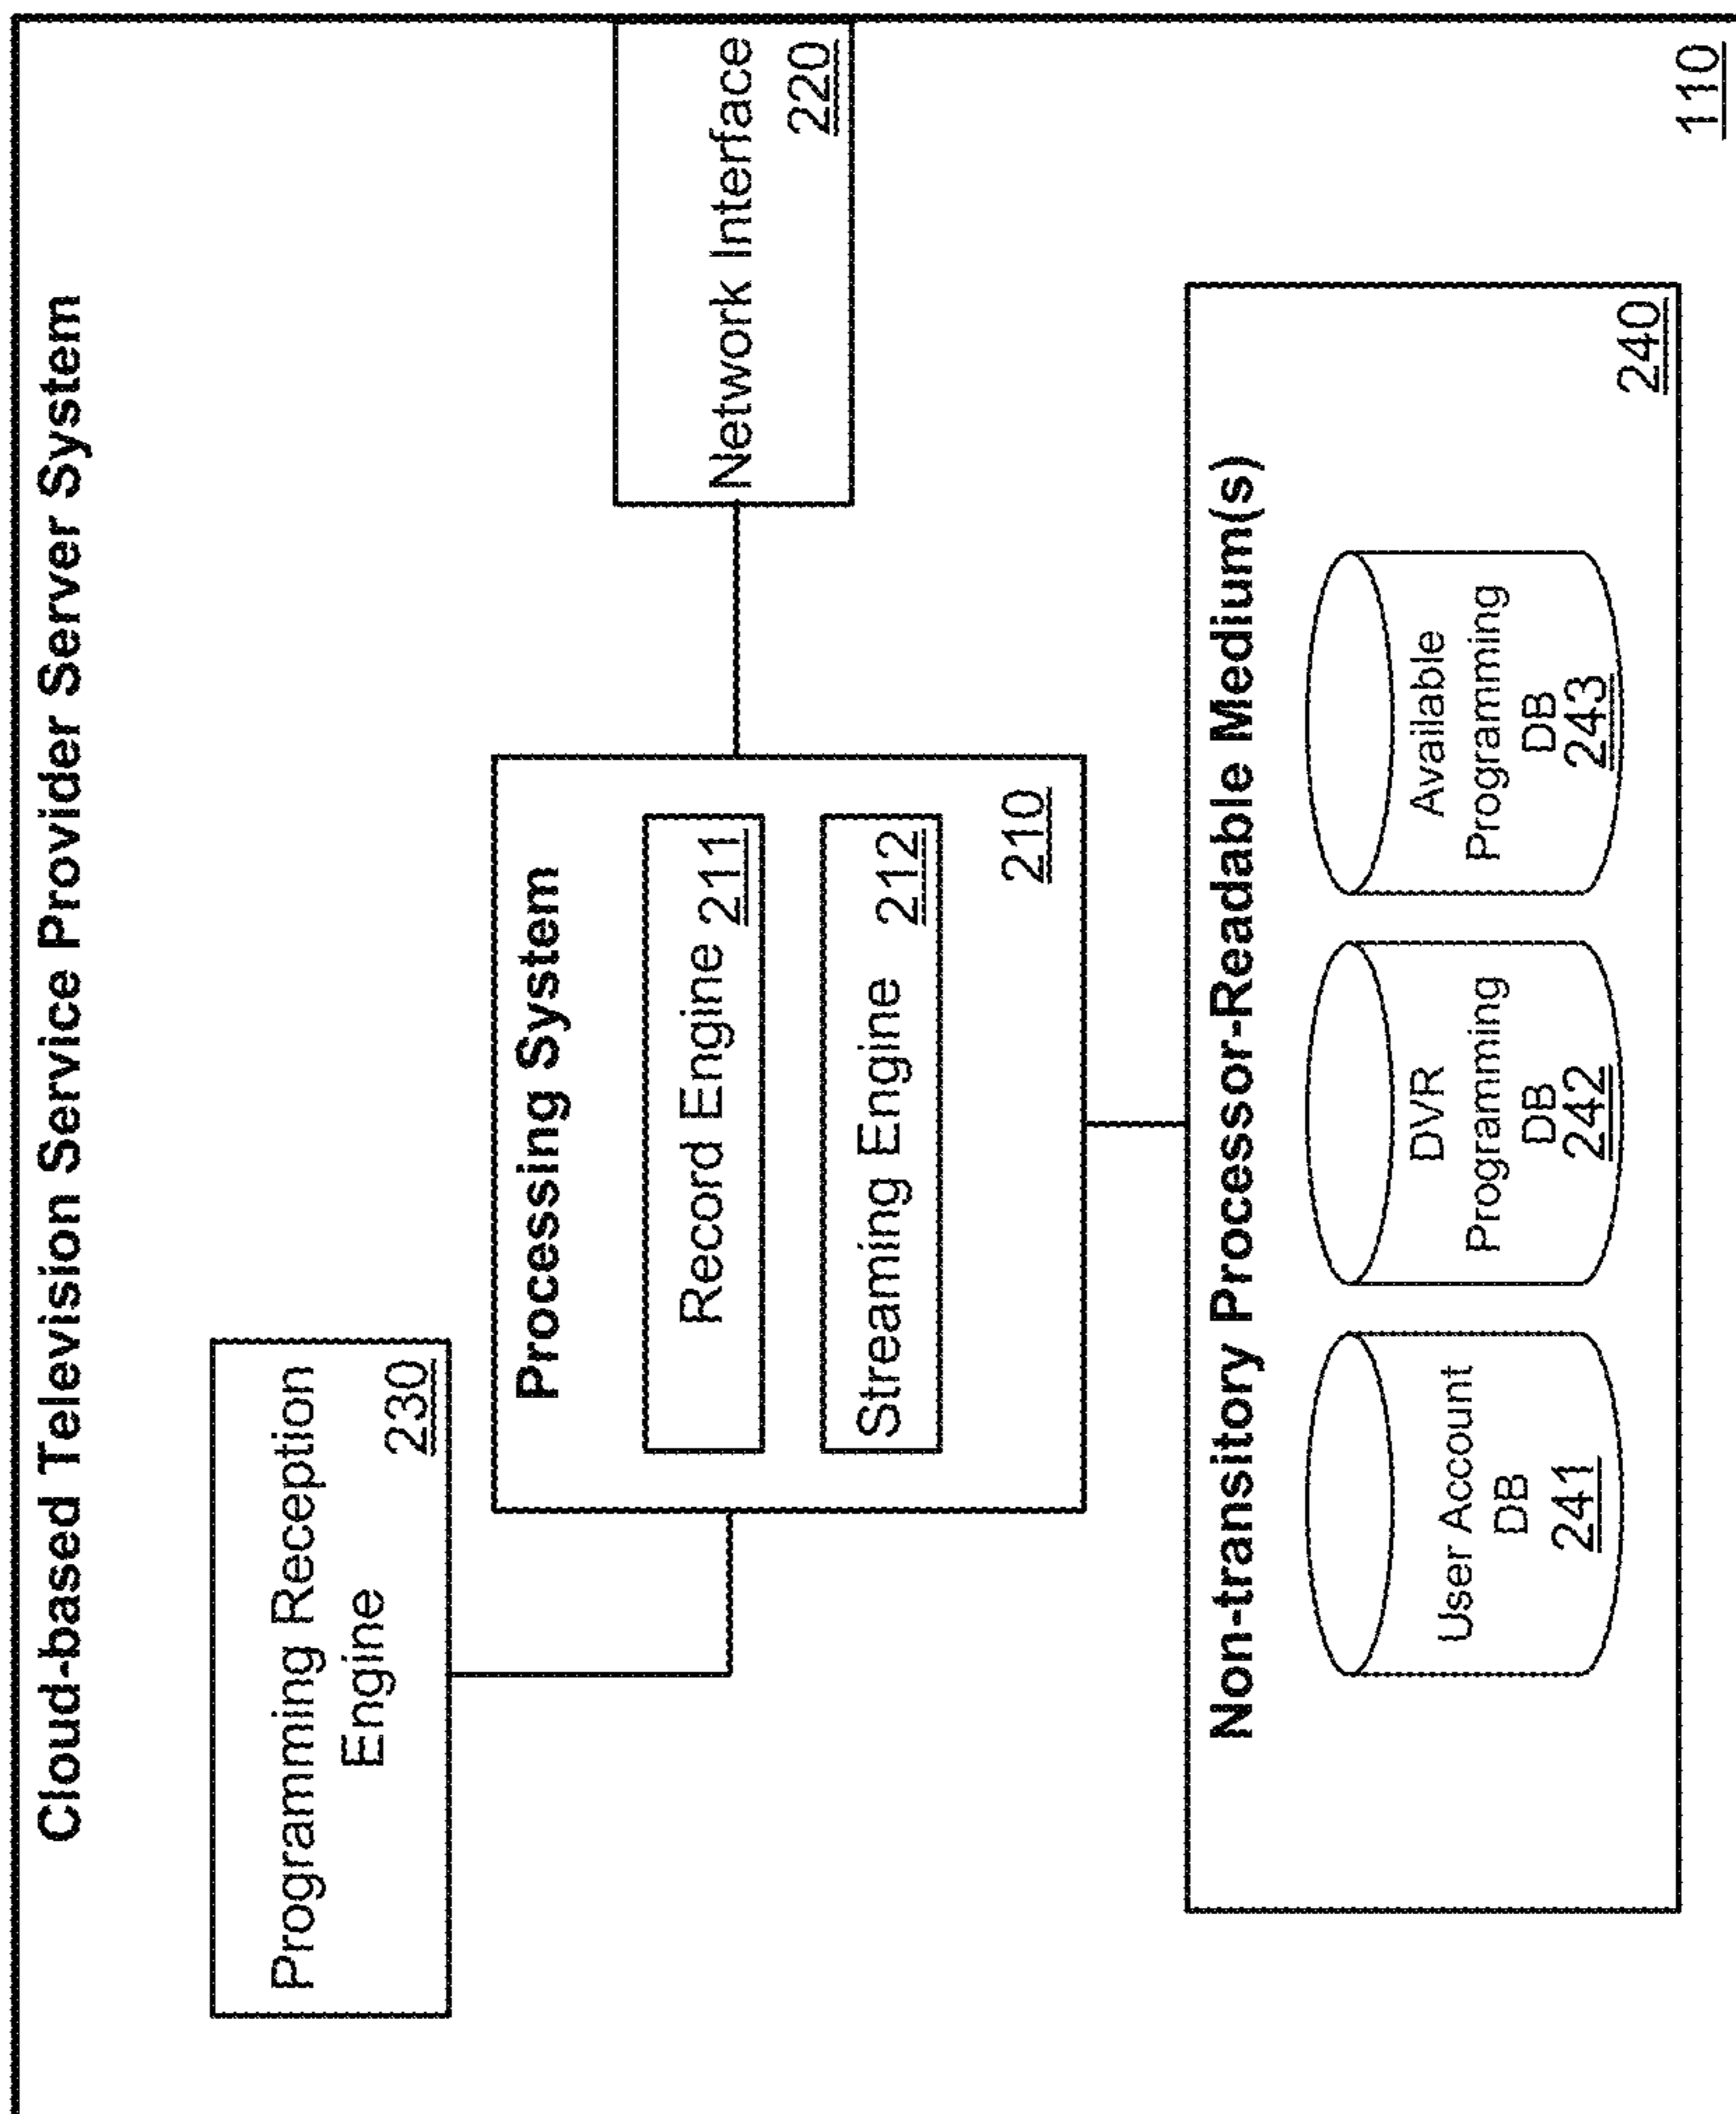 Cloud-based Television Service Provider Server System
Programming Reception
Engine
230
Processing System
Record Engine 211
Streaming Engine 212
210
Network Interface
220
Non-transitory Processor-Readable Medium(s)
User Account
DB
241
DVR
Programming
DB
242
Available
Programming
DB
243
240
110